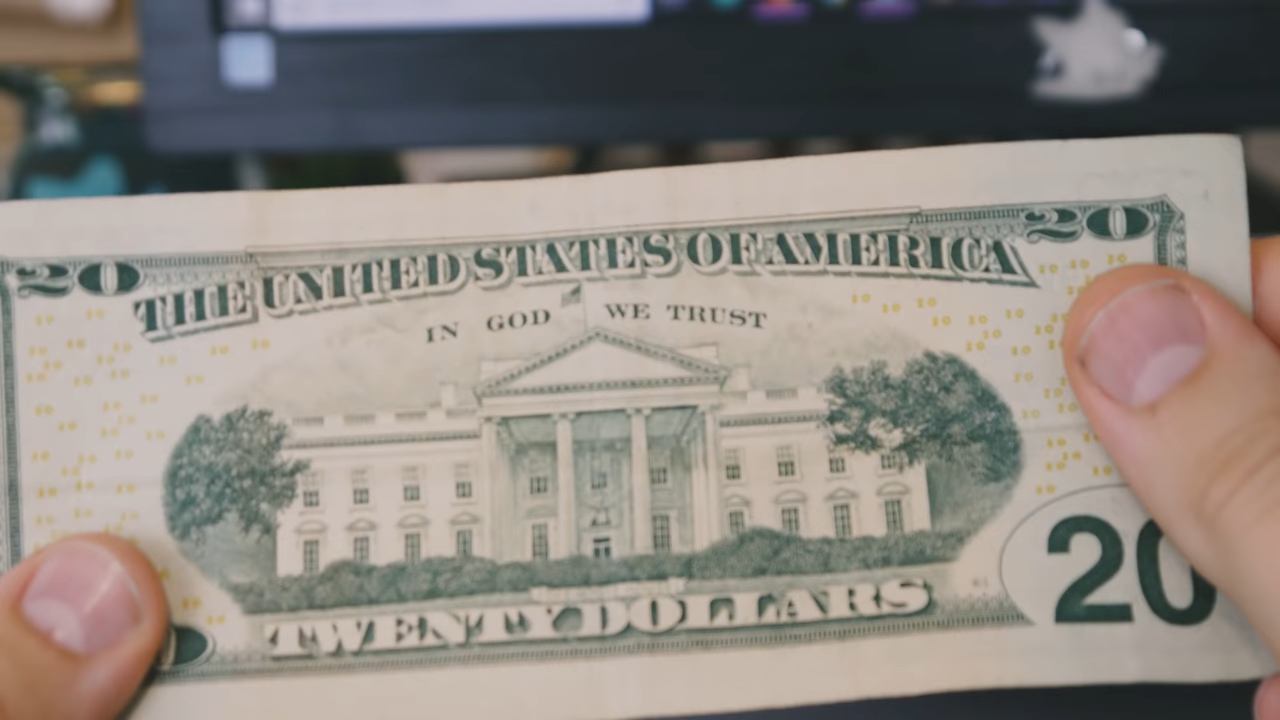 20 20
THE UNITED STATES OF AMERICA
IN GOD WE TRUST
TWENTY DOLLARS
20